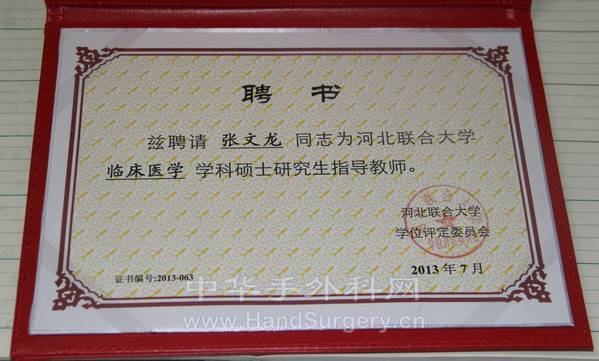 聘书
兹聘请 张文龙 同志为河北联合大学
临床医学 学科硕士研究生指导教师。
河北联合大学
学位评定委员会
2013年7月
证书编号:2013-063
中华手外科网
www.HandSurgery.cn